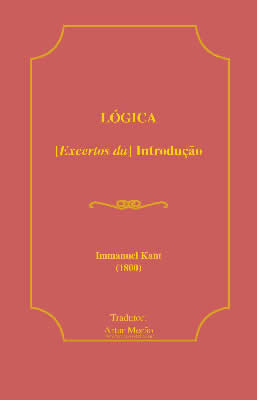 LÓGICA
[Excertos da] Introdução
Immanuel Kant
(1800)
Tradutor:
Artur Morão